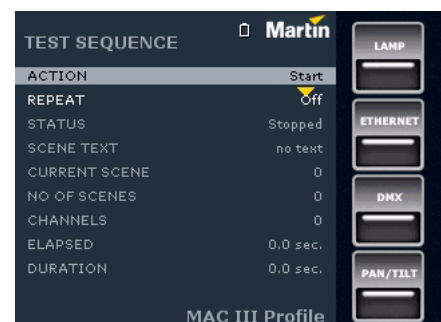 TEST SEQUENCE
Martin
ACTION Start
REPEAT Off
STATUS Stopped
SCENE TEXT no text
CURRENT SCENE 0
NO OF SCENES 0
CHANNELS 0
ELAPSED 0.0 sec.
DURATION 0.0 sec.
MAC III Profile
LAMP
ETHERNET
DMX
PAN/TILT